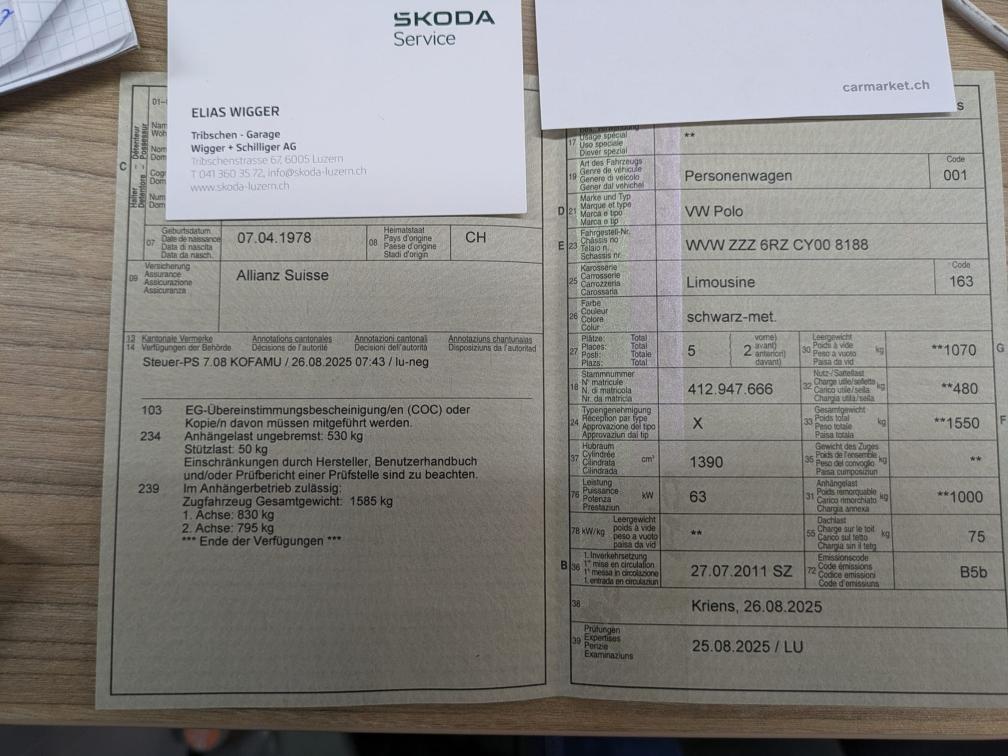 SKODA
Service
ELIAS WIGGER
Tribschen - Garage
Wigger + Schilliger AG
Tribschenstrasse 67, 6005 Luzern
T 041 360 35 72, info@skoda-luzern.ch
www.skoda-luzern.ch
carmarket.ch
C
Halter
Détenteur
Detentore
Possessur
07 Geburtsdatum
Date de naissance
Data di nascita
Data da nasch.
07.04.1978
08 Heimatstaat
Pays d'origine
Paese d'origine
Stadi d'origin
CH
09 Versicherung
Assurance
Assicurazione
Assicuranza
Allianz Suisse
13 Kantonale Vermerke Annotations cantonales Annotazioni cantonali Annotaziuns chantunalas
14 Verfügungen der Behörde Décisions de l'autorité Decisioni dell'autorità Disposiziuns da l'autoritad
Steuer-PS 7.08 KOFAMU / 26.08.2025 07:43 / lu-neg
103 EG-Übereinstimmungsbescheinigung/en (COC) oder
Kopie/n davon müssen mitgeführt werden.
234 Anhängelast ungebremst: 530 kg
Stützlast: 50 kg
Einschränkungen durch Hersteller, Benutzerhandbuch
und/oder Prüfbericht einer Prüfstelle sind zu beachten.
239 Im Anhängerbetrieb zulässig:
Zugfahrzeug Gesamtgewicht: 1585 kg
1. Achse: 830 kg
2. Achse: 795 kg
*** Ende der Verfügungen ***
17 Usage spécial
Uso speciale
Diever spezial
**
19 Art des Fahrzeugs
Genre de véhicule
Genere di veicolo
Gener dal vehichel
Personenwagen
Code
001
D 21 Marke und Typ
Marque et type
Marca e tipo
Marca e tip
VW Polo
E 23 Fahrgestell-Nr.
Châssis no
Telaio n.
Schassis nr.
WVW ZZZ 6RZ CY00 8188
25 Karosserie
Carrosserie
Carrozzeria
Carossaria
Limousine
Code
163
26 Farbe
Couleur
Colore
Colur
schwarz-met.
27 Plätze: Total
Places: Total
Posti: Totale
Plazs: Total
5
2 vorne)
avant)
anteriori)
davant)
30 Leergewicht
Poids à vide
Peso a vuoto
Paisa da vid
kg
**1070
G
18 Stammnummer
N° matricule
N. di matricola
Nr. da matricla
412.947.666
32 Nutz-/Sattellast
Charge utile/sellette
Carico utile/sella
Chargia utila/sella
kg
**480
24 Typengenehmigung
Réception par type
Approvazione del tipo
Approvaziun dal tip
X
33 Gesamtgewicht
Poids total
Peso totale
Paisa totala
kg
**1550
F
37 Hubraum
Cylindrée
Cilindrata
Cilindrada
cm³
1390
35 Gewicht des Zuges
Poids de l'ensemble
Peso del convoglio
Paisa cumposiziun
kg
**
76 Leistung
Puissance
Potenza
Prestaziun
kW
63
31 Anhängelast
Poids remorquable
Carico rimorchiato
Chargia annexa
kg
**1000
78 kW/kg Leergewicht
poids à vide
peso a vuoto
paisa da vid
**
55 Dachlast
Charge sur le toit
Carico sul tetto
Chargia sin il tetg
kg
75
B 36 1. Inverkehrsetzung
1re mise en circulation
1a messa in circolazione
1. entrada en circulaziun
27.07.2011 SZ
72 Emissionscode
Code émissions
Codice emissioni
Code d'emissiuns
B5b
38
Kriens, 26.08.2025
39 Prüfungen
Expertises
Perizie
Examinaziuns
25.08.2025 / LU